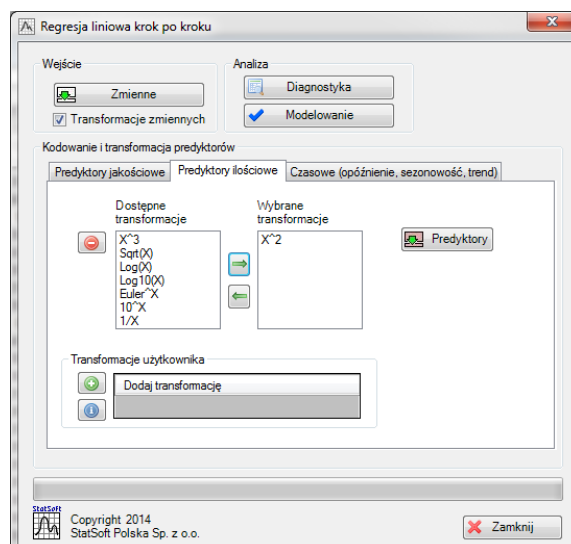 Regresja liniowa krok po kroku
Wejście
Zmienne
Transformacje zmiennych
Analiza
Diagnostyka
Modelowanie
Kodowanie i transformacja predyktorów
Predyktory jakościowe
Predyktory ilościowe
Czasowe (opóźnienie, sezonowość, trend)
Dostępne
transformacje
X^3
Sqrt(X)
Log(X)
Log10(X)
Euler^X
10^X
1/X
Wybrane
transformacje
X^2
Predyktory
Transformacje użytkownika
Dodaj transformację
StatSoft
Copyright 2014
StatSoft Polska Sp. z o.o.
Zamknij